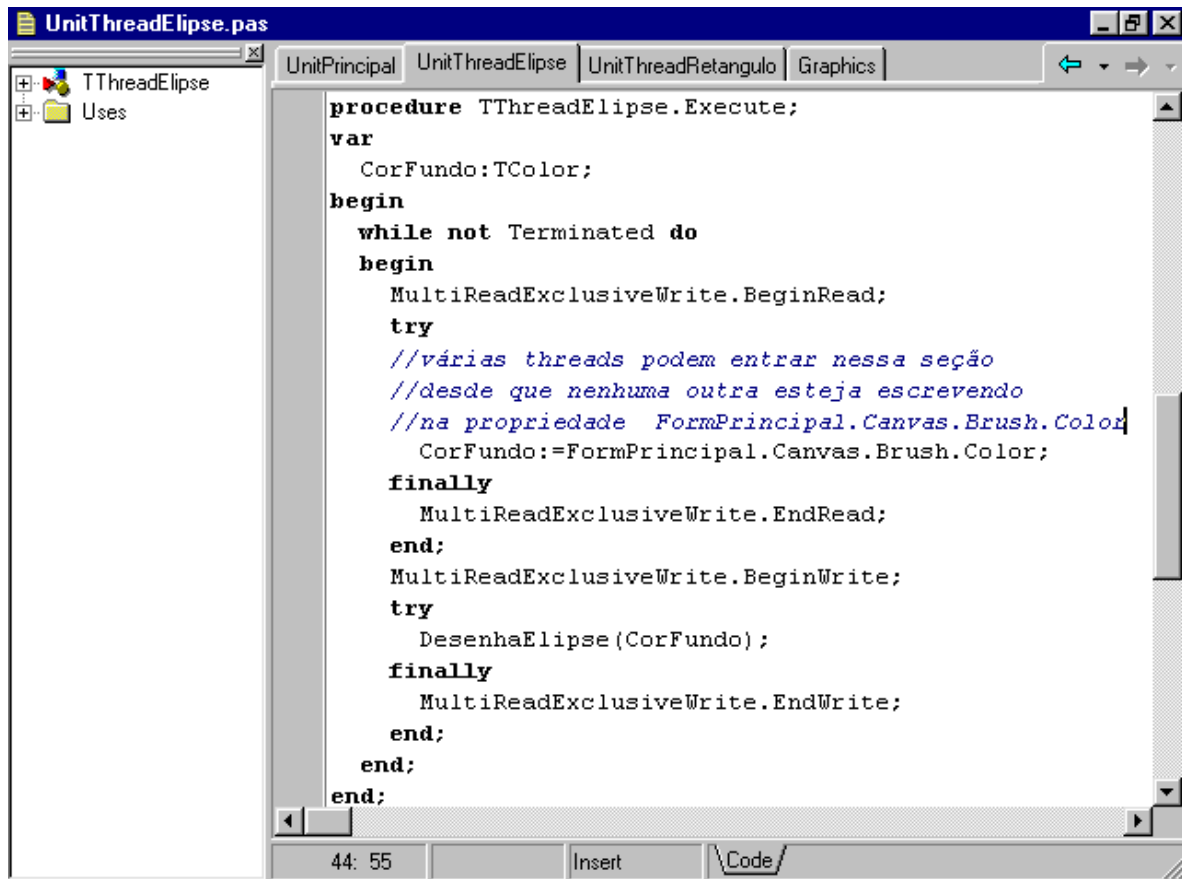 UnitThreadElipse.pas
TThreadElipse
Uses
UnitPrincipal UnitThreadElipse UnitThreadRetangulo Graphics
procedure TThreadElipse.Execute;
var
CorFundo:TColor;
begin
while not Terminated do
begin
MultiReadExclusiveWrite.BeginRead;
try
//várias threads podem entrar nessa seção
//desde que nenhuma outra esteja escrevendo
//na propriedade FormPrincipal.Canvas.Brush.Color
CorFundo:=FormPrincipal.Canvas.Brush.Color;
finally
MultiReadExclusiveWrite.EndRead;
end;
MultiReadExclusiveWrite.BeginWrite;
try
DesenhaElipse(CorFundo);
finally
MultiReadExclusiveWrite.EndWrite;
end;
end;
end;
44: 55 Insert Code